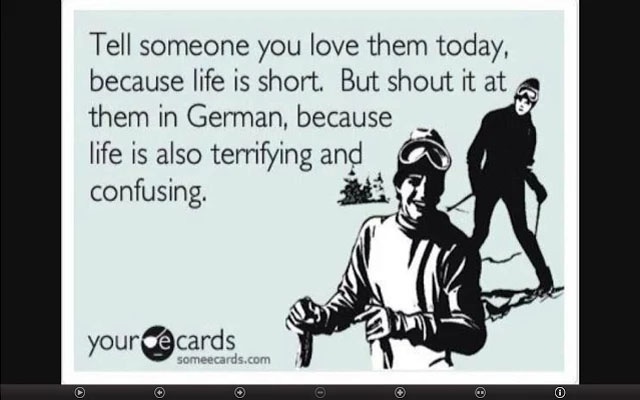 Tell someone you love them today,
because life is short. But shout it at
them in German, because
life is also terrifying and
confusing.
your e cards
someecards.com